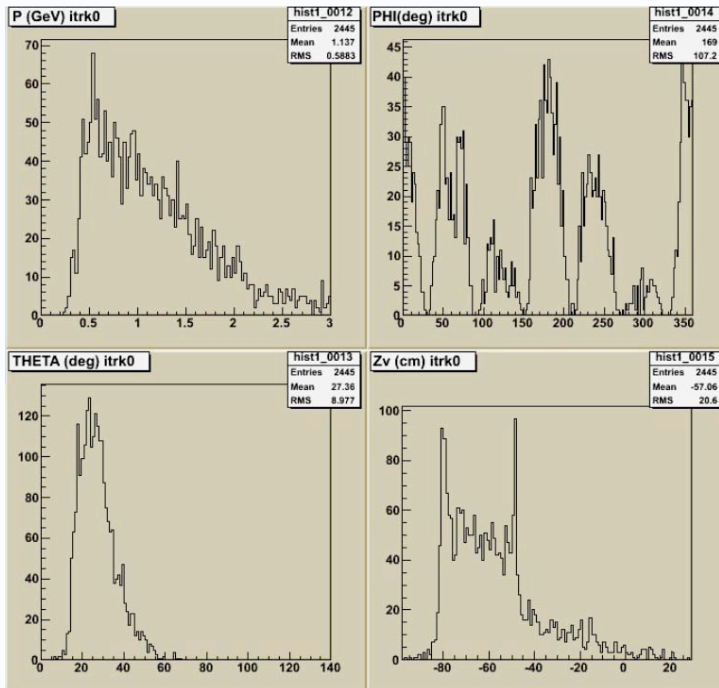 P (GeV) itrk0
hist1_0012
Entries 2445
Mean 1.137
RMS 0.5883
70
60
50
40
30
20
10
0
0 0.5 1 1.5 2 2.5 3
PHI(deg) itrk0
hist1_0014
Entries 2445
Mean 169
RMS 107.2
45
40
35
30
25
20
15
10
5
0
0 50 100 150 200 250 300 350
THETA (deg) itrk0
hist1_0013
Entries 2445
Mean 27.36
RMS 8.977
120
100
80
60
40
20
0
0 20 40 60 80 100 120 140
Zv (cm) itrk0
hist1_0015
Entries 2445
Mean -57.06
RMS 20.6
100
80
60
40
20
0
-80 -60 -40 -20 0 20